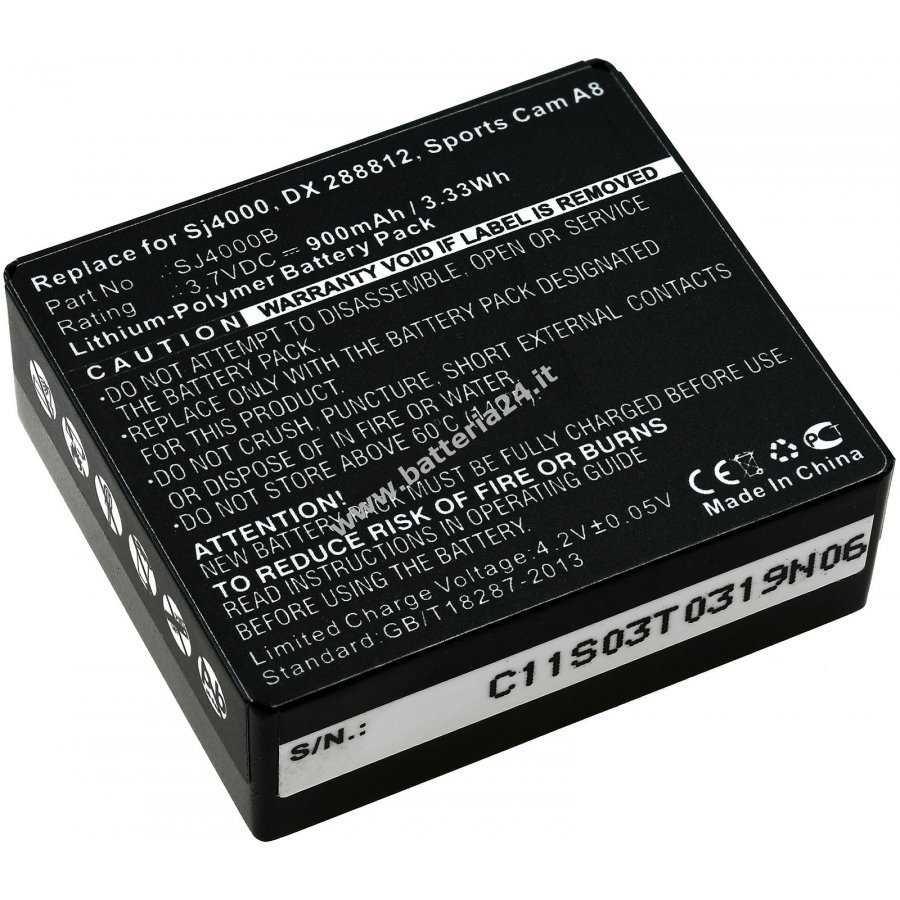 Replace for Sj4000, DX 288812, Sports Cam A8
Part No : SJ4000B
Rating : 3.7VDC 900mAh / 3.33Wh
Lithium-Polymer Battery Pack
CAUTION WARRANTY VOID IF LABEL IS REMOVED
•DO NOT ATTEMPT TO DISASSEMBLE, OPEN OR SERVICE
THE BATTERY PACK.
•REPLACE ONLY WITH THE BATTERY PACK DESIGNATED
FOR THIS PRODUCT.
•DO NOT CRUSH, PUNCTURE, SHORT EXTERNAL CONTACTS
OR DISPOSE OF IN FIRE OR WATER.
•DO NOT STORE ABOVE 60°C / 140°F
ATTENTION!
NEW BATTERY PACK MUST BE FULLY CHARGED BEFORE USE
TO REDUCE RISK OF FIRE OR BURNS
FOLLOW THE BATTERY'S OPERATING GUIDE.
Limited Charge Voltage:4.2V±0.05V
Standard: GB/T18287-2013
CE
Made In China
S/N.: C11S03T0319N06
www.batteria24.it